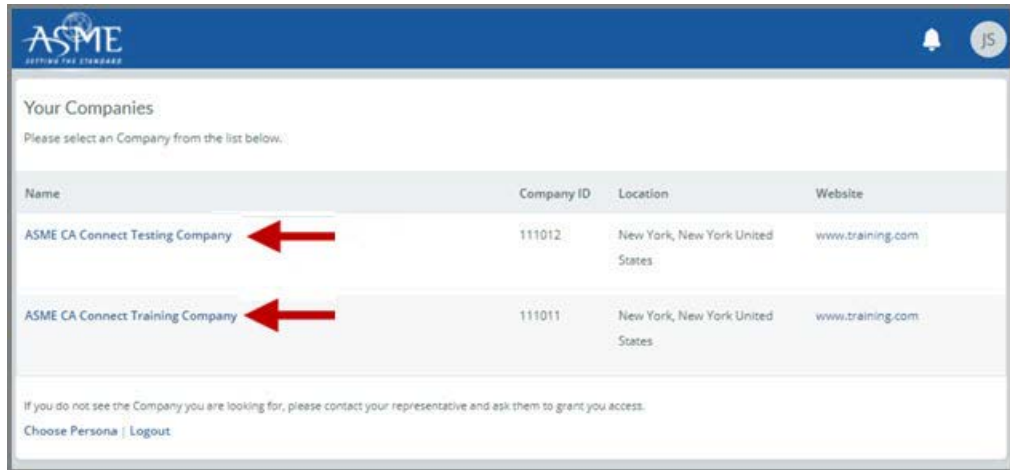 ASME
SETTING THE STANDARD
JS
Your Companies
Please select an Company from the list below.
Name Company ID Location Website
ASME CA Connect Testing Company 111012 New York, New York United www.training.com
States
ASME CA Connect Training Company 111011 New York, New York United www.training.com
States
If you do not see the Company you are looking for, please contact your representative and ask them to grant you access.
Choose Persona | Logout